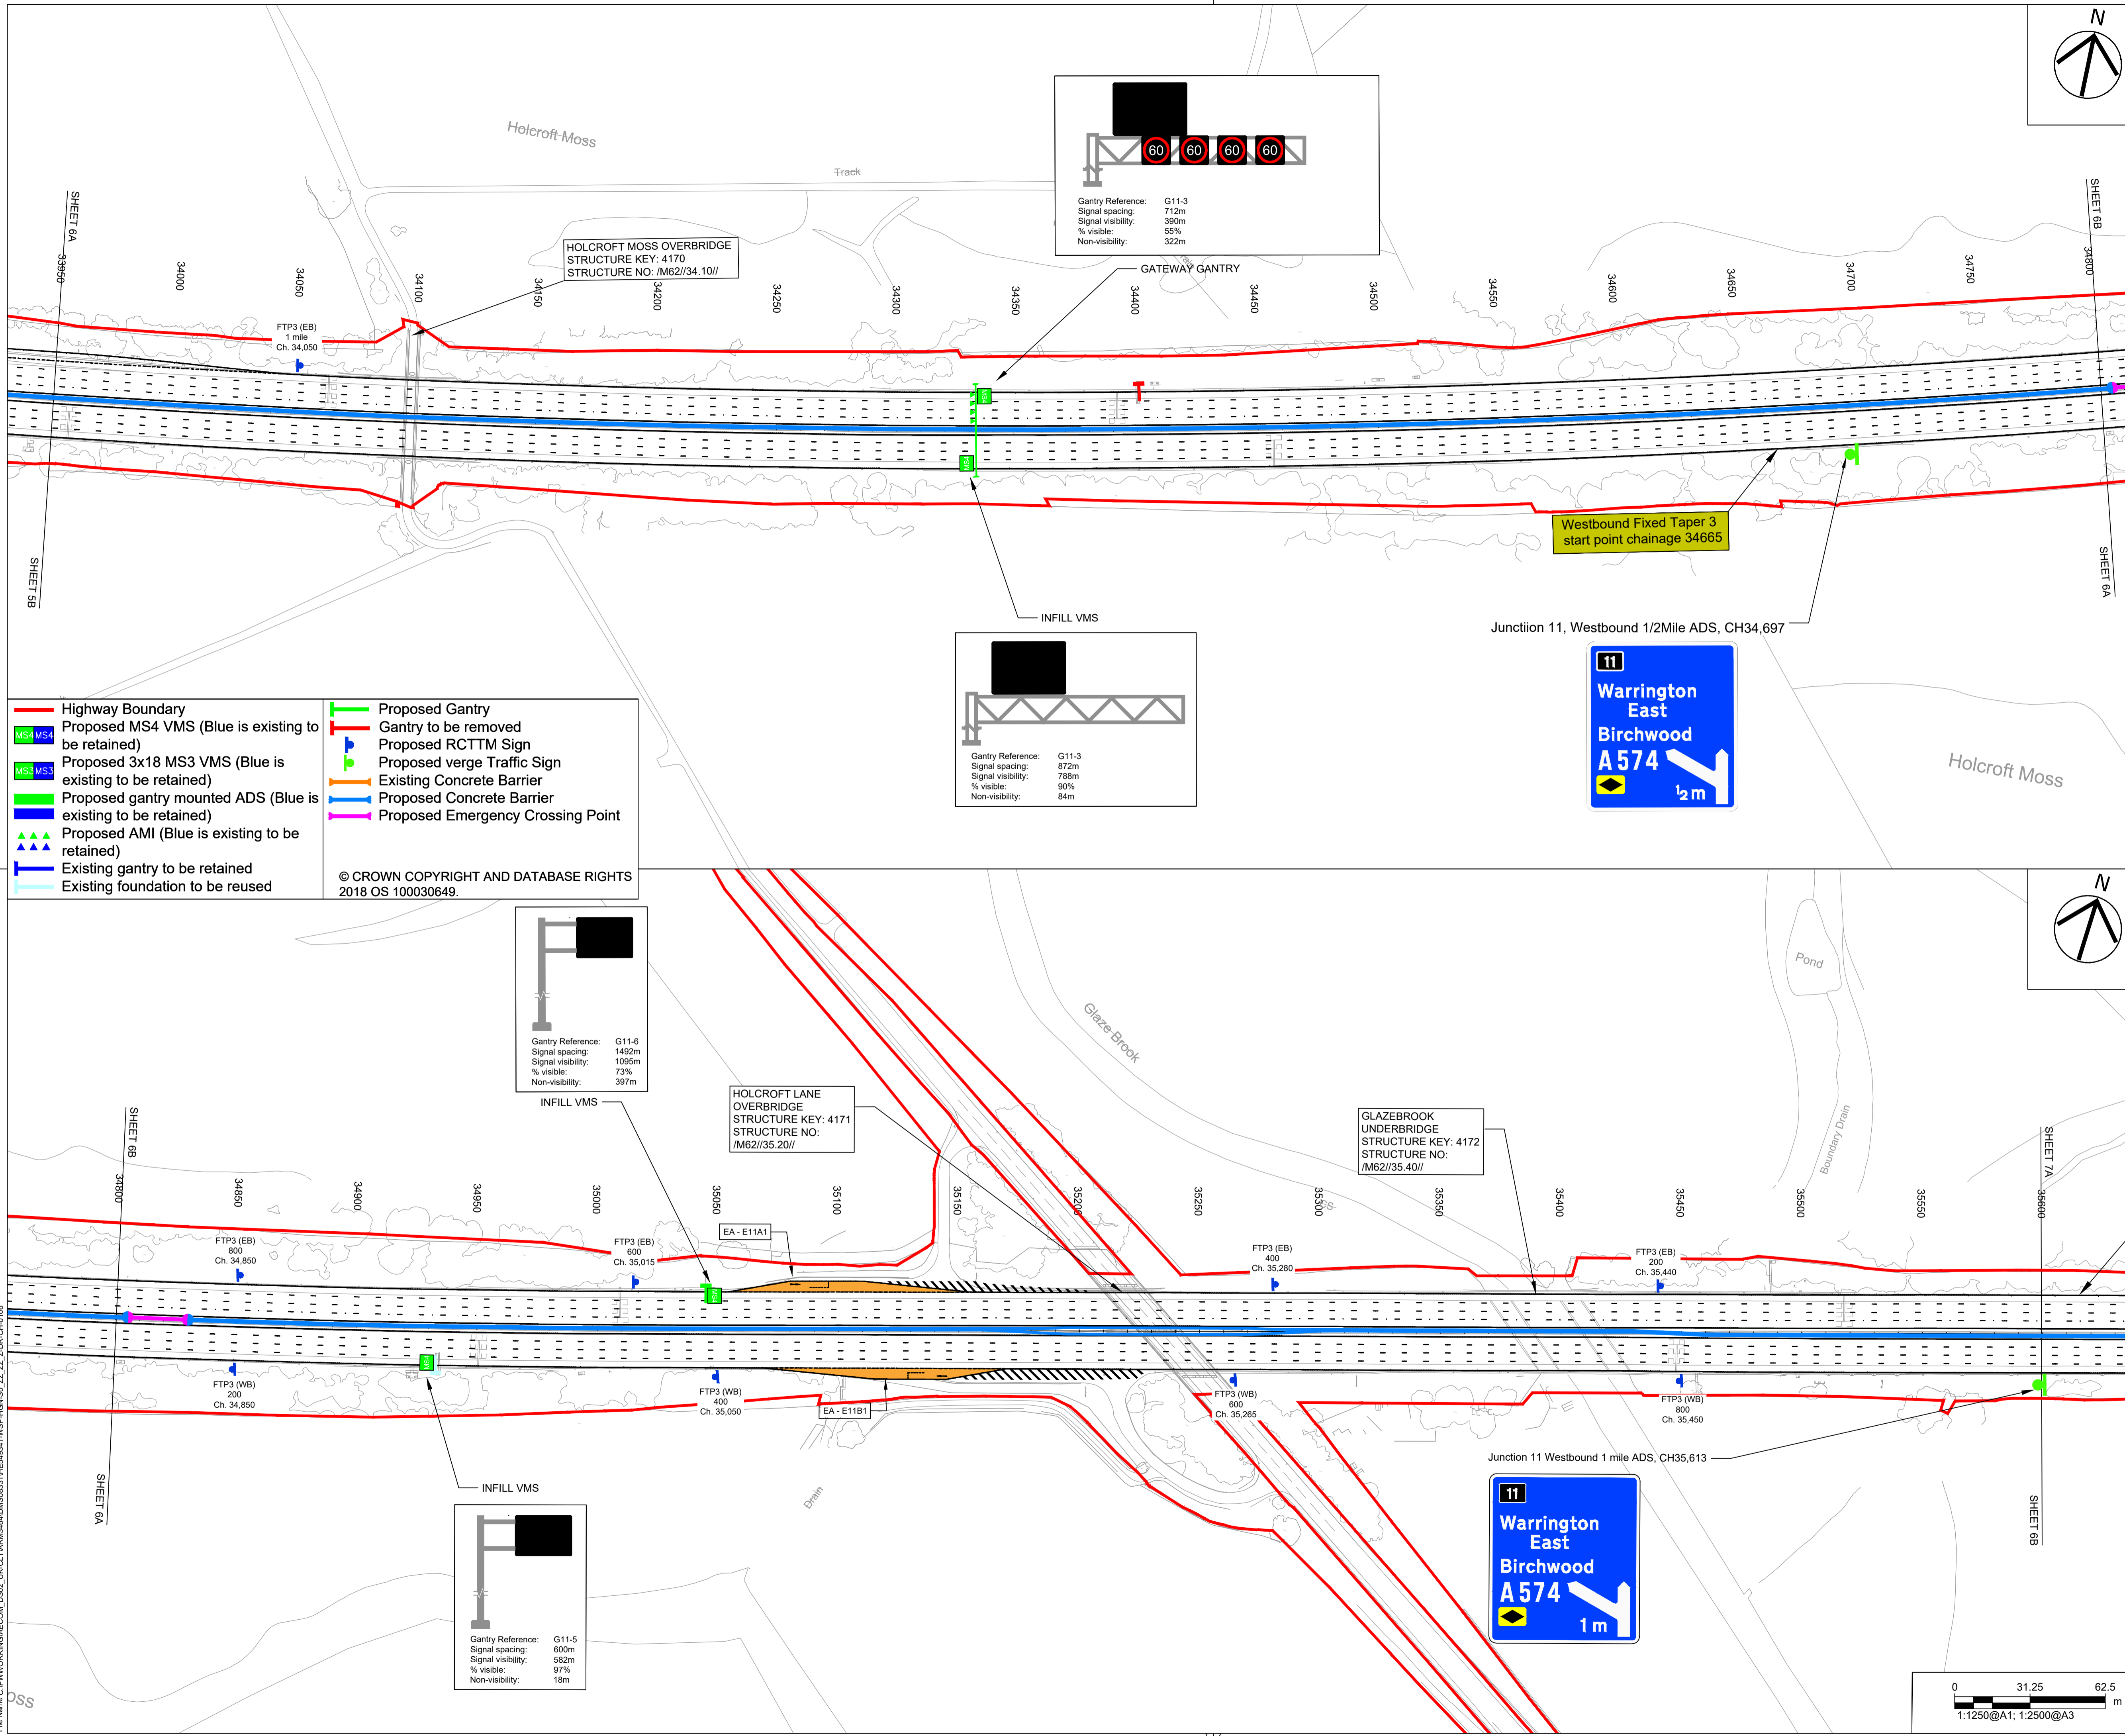 N
Holcroft Moss
Track
60 60 60 60
Gantry Reference: G11-3
Signal spacing: 712m
Signal visibility: 390m
% visible: 55%
Non-visibility: 322m
Drain
GATEWAY GANTRY
HOLCROFT MOSS OVERBRIDGE
STRUCTURE KEY: 4170
STRUCTURE NO: /M62//34.10//
SHEET 6A
SHEET 6B
33950 34000 34050 34100 34150 34200 34250 34300 34350 34400 34450 34500 34550 34600 34650 34700 34750 34800
FTP3 (EB)
1 mile
Ch. 34,050
Westbound Fixed Taper 3
start point chainage 34665
SHEET 5B
SHEET 6A
INFILL VMS
Junctiion 11, Westbound 1/2Mile ADS, CH34,697
Gantry Reference: G11-3
Signal spacing: 872m
Signal visibility: 788m
% visible: 90%
Non-visibility: 84m
11
Warrington
East
Birchwood
A 574
½ m
Holcroft Moss
Highway Boundary
MS4 MS4 Proposed MS4 VMS (Blue is existing to
be retained)
MS3 MS3 Proposed 3x18 MS3 VMS (Blue is
existing to be retained)
Proposed gantry mounted ADS (Blue is
existing to be retained)
Proposed AMI (Blue is existing to be
retained)
Existing gantry to be retained
Existing foundation to be reused
Proposed Gantry
Gantry to be removed
Proposed RCTTM Sign
Proposed verge Traffic Sign
Existing Concrete Barrier
Proposed Concrete Barrier
Proposed Emergency Crossing Point
© CROWN COPYRIGHT AND DATABASE RIGHTS
2018 OS 100030649.
N
Gantry Reference: G11-6
Signal spacing: 1492m
Signal visibility: 1095m
% visible: 73%
Non-visibility: 397m
INFILL VMS
Glaze Brook
Pond
Boundary Drain
HOLCROFT LANE
OVERBRIDGE
STRUCTURE KEY: 4171
STRUCTURE NO:
/M62//35.20//
GLAZEBROOK
UNDERBRIDGE
STRUCTURE KEY: 4172
STRUCTURE NO:
/M62//35.40//
SHEET 6B
SHEET 7A
34800 34850 34900 34950 35000 35050 35100 35150 35200 35250 35300 35350 35400 35450 35500 35550 35600
FTP3 (EB)
800
Ch. 34,850
FTP3 (EB)
600
Ch. 35,015
EA - E11A1
FTP3 (EB)
400
Ch. 35,280
FTP3 (EB)
200
Ch. 35,440
FTP3 (WB)
200
Ch. 34,850
FTP3 (WB)
400
Ch. 35,050
EA - E11B1
FTP3 (WB)
600
Ch. 35,265
FTP3 (WB)
800
Ch. 35,450
SHEET 6A
SHEET 6B
INFILL VMS
Drain
Junction 11 Westbound 1 mile ADS, CH35,613
Gantry Reference: G11-5
Signal spacing: 600m
Signal visibility: 582m
% visible: 97%
Non-visibility: 18m
11
Warrington
East
Birchwood
A 574
1 m
0 31.25 62.5
m
1:1250@A1; 1:2500@A3